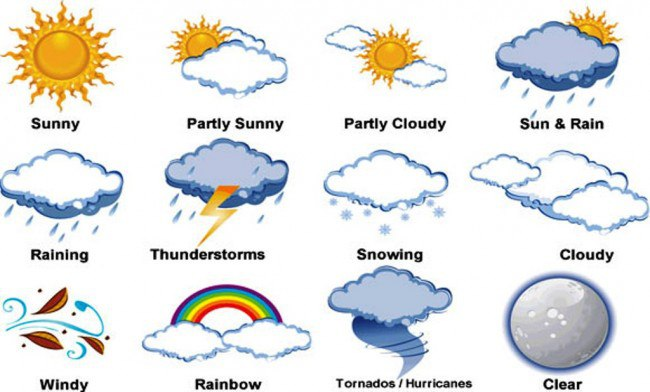 Sunny
Partly Sunny
Partly Cloudy
Sun & Rain
Raining
Thunderstorms
Snowing
Cloudy
Windy
Rainbow
Tornados / Hurricanes
Clear